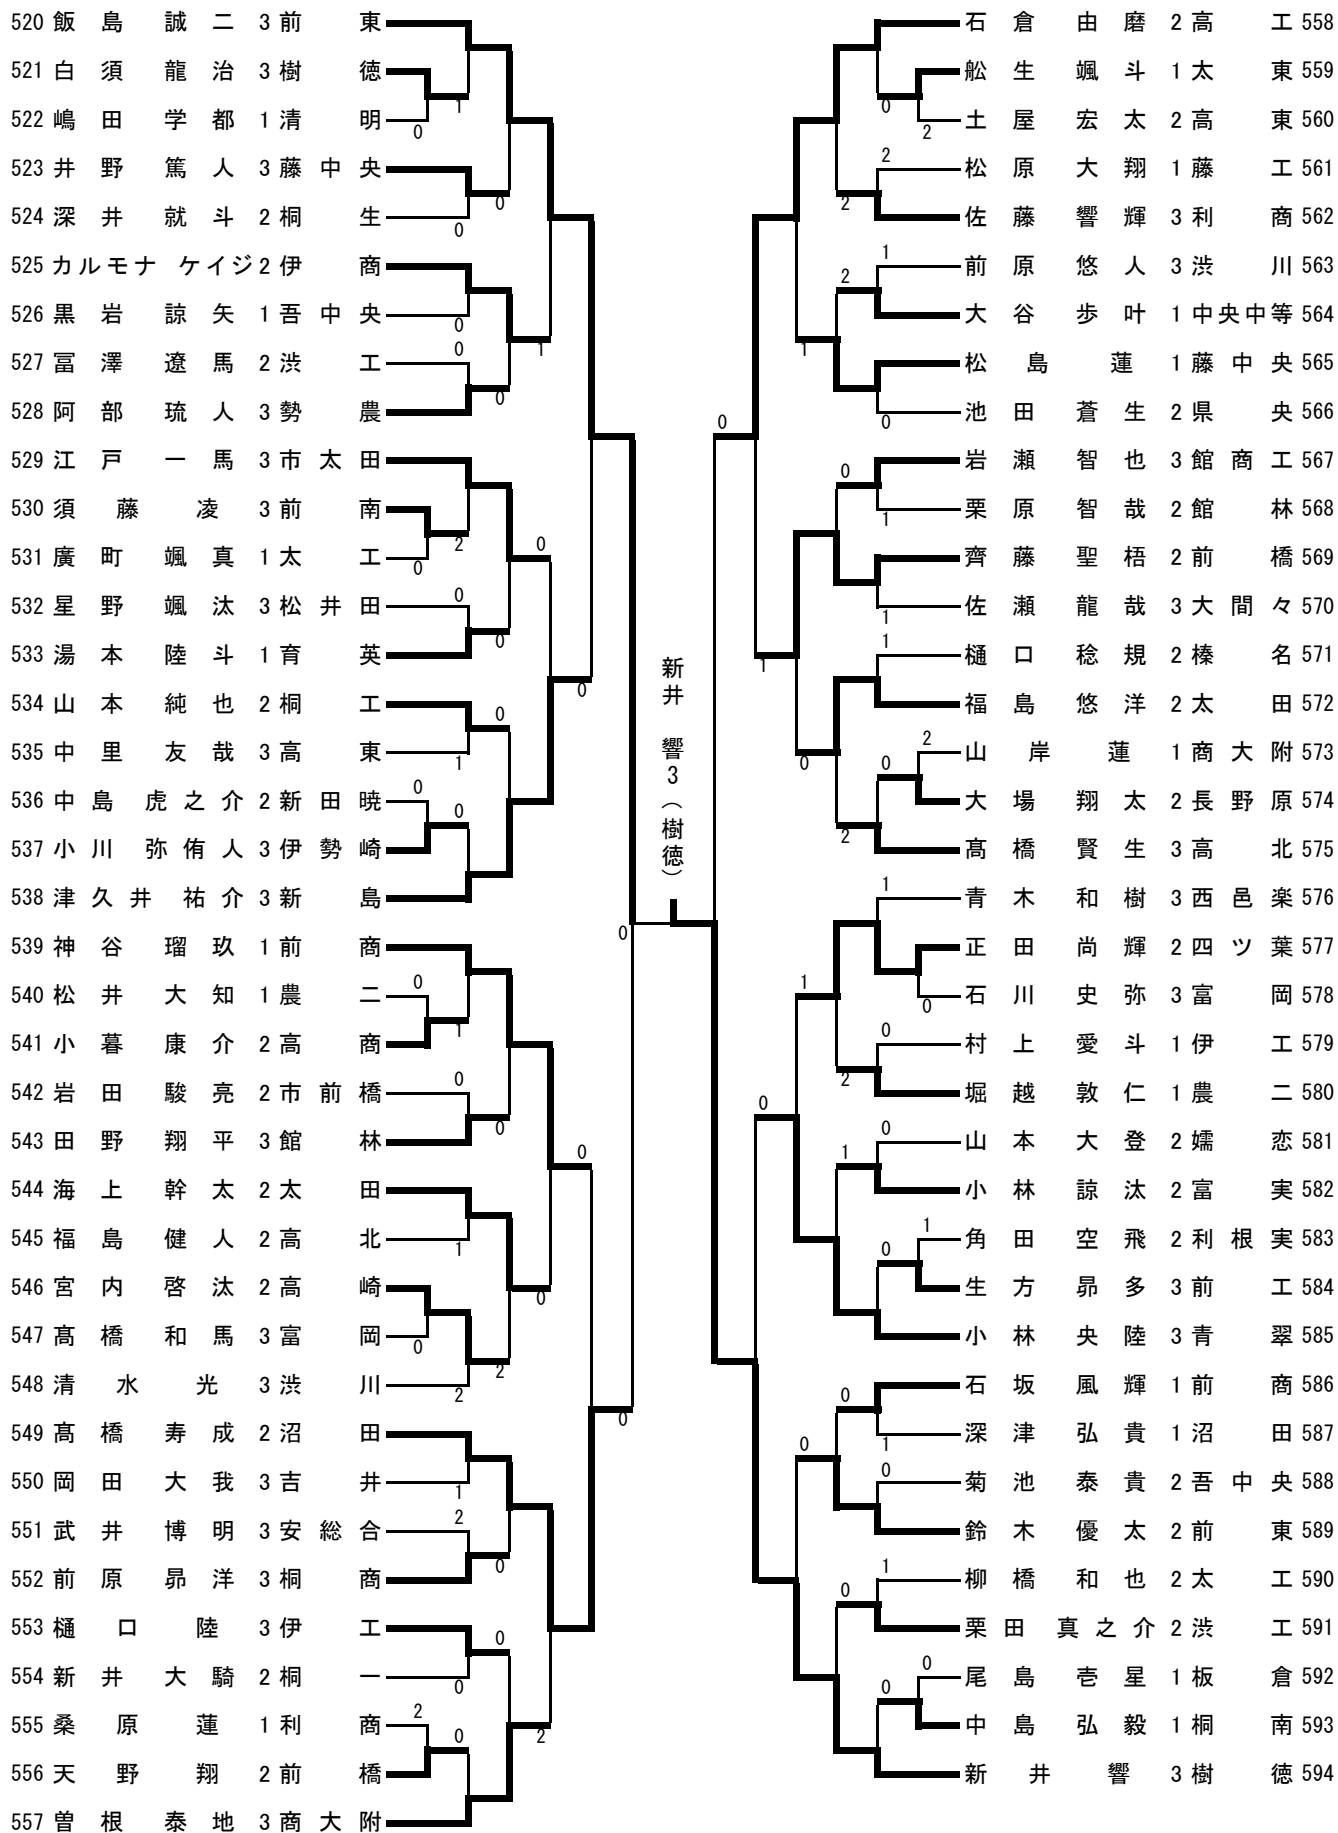 520 飯島 誠二 3 前東
521 白須 龍治 3 樹徳
522 嶋田 学都 1 清明
523 井野 篤人 3 藤中央
524 深井 就斗 2 桐生
525 カルモナ ケイジ 2 伊商
526 黒岩 諒矢 1 吾中央
527 冨澤 遼馬 2 渋工
528 阿部 琉人 3 勢農
529 江戸 一馬 3 市太田
530 須藤 凌 3 前南
531 廣町 颯真 1 太工
532 星野 颯汰 3 松井田
533 湯本 陸斗 1 育英
534 山本 純也 2 桐工
535 中里 友哉 3 高東
536 中島 虎之介 2 新田暁
537 小川 弥侑人 3 伊勢崎
538 津久井 祐介 3 新島
539 神谷 瑠玖 1 前商
540 松井 大知 1 農二
541 小暮 康介 2 高商
542 岩田 駿亮 2 市前橋
543 田野 翔平 3 館林
544 海上 幹太 2 太田
545 福島 健人 2 高北
546 宮内 啓汰 2 高崎
547 髙橋 和馬 3 富岡
548 清水 光 3 渋川
549 髙橋 寿成 2 沼田
550 岡田 大我 3 吉井
551 武井 博明 3 安総合
552 前原 昴洋 3 桐商
553 樋口 陸 3 伊工
554 新井 大騎 2 桐一
555 桑原 蓮 1 利商
556 天野 翔 2 前橋
557 曽根 泰地 3 商大附
新井 響3（樹徳）
石倉 由磨 2 高工 558
舩生 颯斗 1 太東 559
土屋 宏太 2 高東 560
松原 大翔 1 藤工 561
佐藤 響輝 3 利商 562
前原 悠人 3 渋川 563
大谷 歩叶 1 中央中等 564
松島 蓮 1 藤中央 565
池田 蒼生 2 県央 566
岩瀬 智也 3 館商工 567
栗原 智哉 2 館林 568
齊藤 聖梧 2 前橋 569
佐瀬 龍哉 3 大間々 570
樋口 稔規 2 榛名 571
福島 悠洋 2 太田 572
山岸 蓮 1 商大附 573
大場 翔太 2 長野原 574
髙橋 賢生 3 高北 575
青木 和樹 3 西邑楽 576
正田 尚輝 2 四ツ葉 577
石川 史弥 3 富岡 578
村上 愛斗 1 伊工 579
堀越 敦仁 1 農二 580
山本 大登 2 嬬恋 581
小林 諒汰 2 富実 582
角田 空飛 2 利根実 583
生方 昴多 3 前工 584
小林 央陸 3 青翠 585
石坂 風輝 1 前商 586
深津 弘貴 1 沼田 587
菊池 泰貴 2 吾中央 588
鈴木 優太 2 前東 589
柳橋 和也 2 太工 590
栗田 真之介 2 渋工 591
尾島 壱星 1 板倉 592
中島 弘毅 1 桐南 593
新井 響 3 樹徳 594